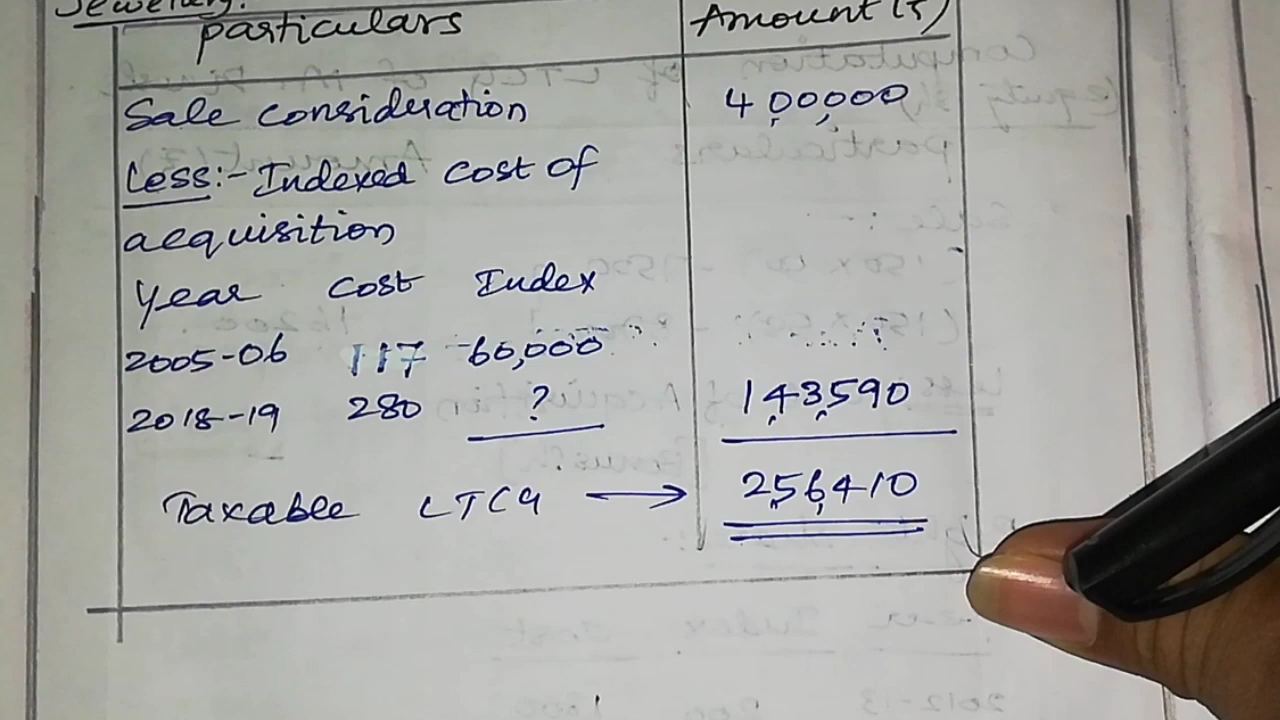 Jewellery:
particulars Amount (₹)
Sale consideration 4,00,000
Less:- Indexed cost of
acquisition
Year cost Index
2005-06 117 - 60,000
2018-19 280 ? 1,43,590
Taxable LTCG → 2,56,410